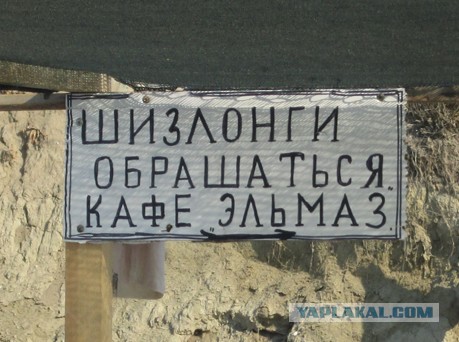 ШИЗЛОНГИ
ОБРАШАТЬСЯ
КАФЕ „ЭЛЬМАЗ"
YAPLAKAL.COM